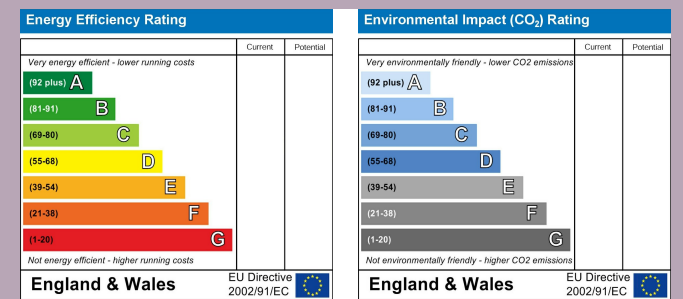 Energy Efficiency Rating
Current Potential
Very energy efficient - lower running costs
(92 plus) A
(81-91) B
(69-80) C
(55-68) D
(39-54) E
(21-38) F
(1-20) G
Not energy efficient - higher running costs
England & Wales
EU Directive
2002/91/EC
Environmental Impact (CO₂) Rating
Current Potential
Very environmentally friendly - lower CO2 emissions
(92 plus) A
(81-91) B
(69-80) C
(55-68) D
(39-54) E
(21-38) F
(1-20) G
Not environmentally friendly - higher CO2 emissions
England & Wales
EU Directive
2002/91/EC